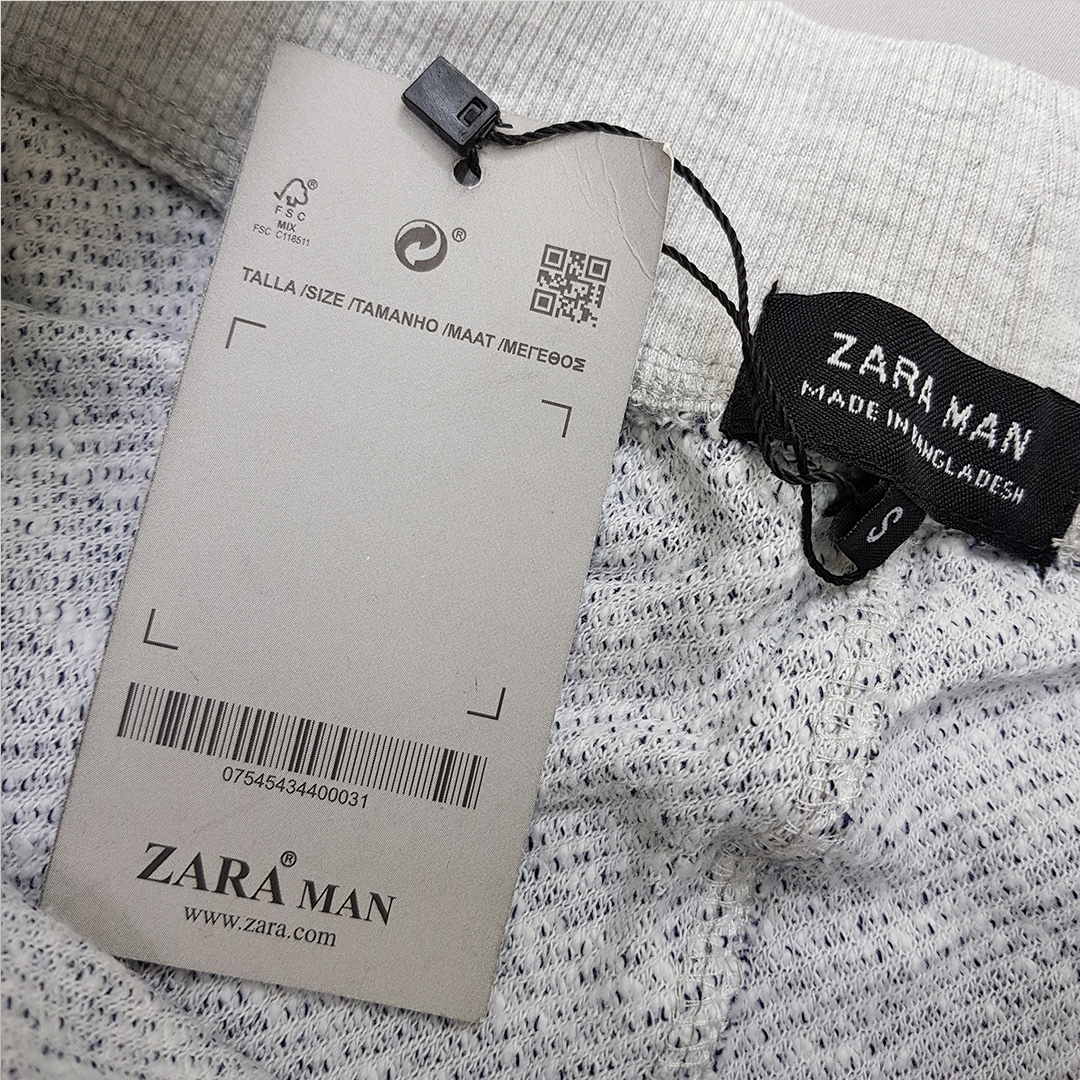 FSC
MIX
FSC C116511
TALLA /SIZE /TAMANHO /MAAT /ΜΕΓΕΘΟΣ
07545434400031
ZARA® MAN
www.zara.com
ZARA MAN
MADE IN BANGLADESH
S